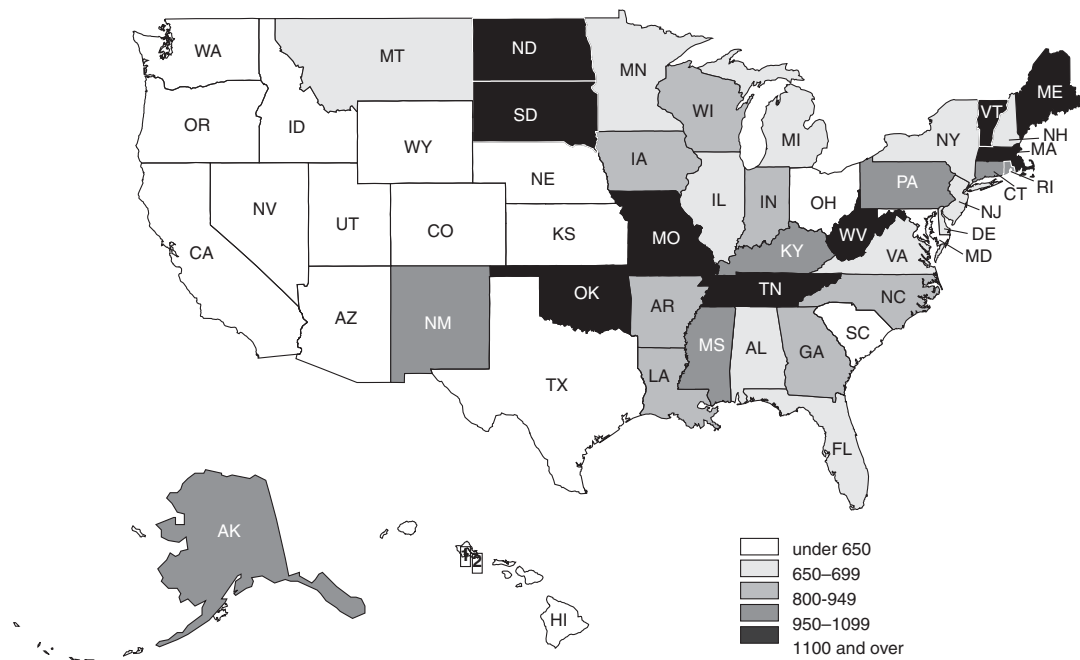 WA
MT
ND
MN
OR
ID
SD
WI
MI
NY
VT
ME
NH
MA
WY
IA
NE
PA
CT
RI
NV
UT
CO
IL
IN
OH
NJ
CA
KS
MO
KY
WV
VA
DE
MD
AZ
NM
OK
AR
TN
NC
TX
LA
MS
AL
GA
SC
FL
AK
HI
2
under 650
650–699
800-949
950–1099
1100 and over